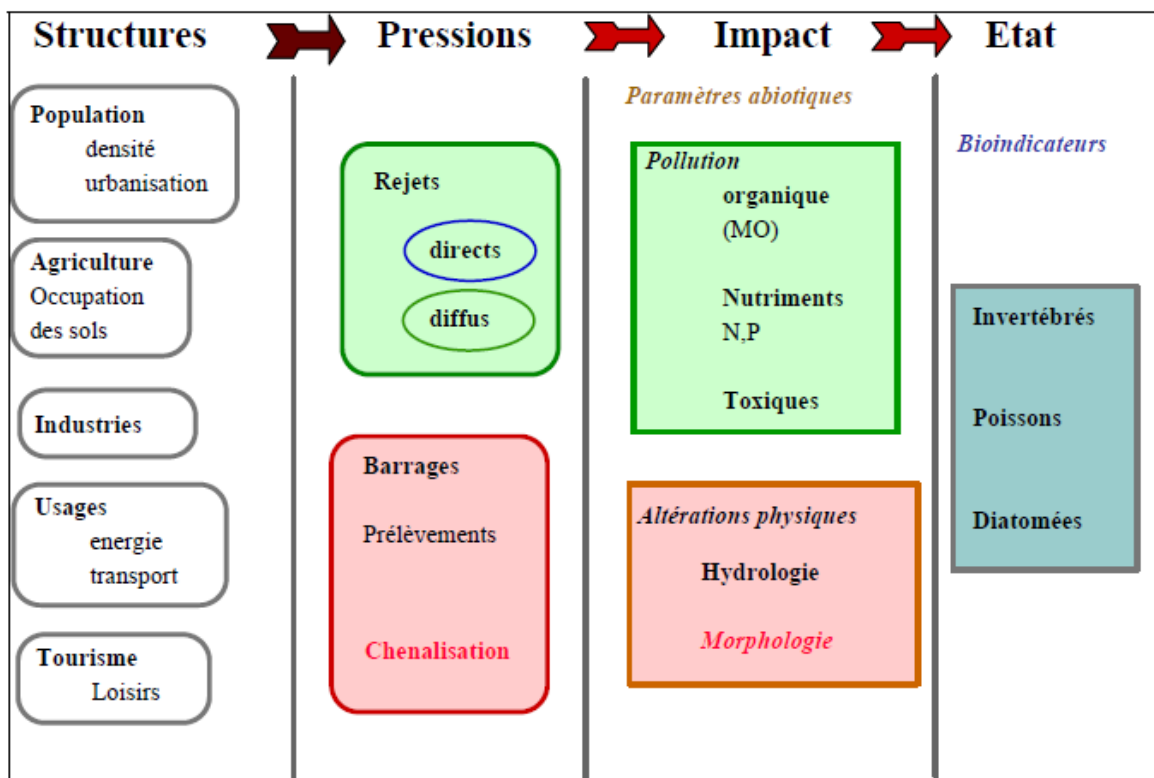 Structures
Pressions
Impact
Etat
Population
densité
urbanisation
Agriculture
Occupation
des sols
Industries
Usages
energie
transport
Tourisme
Loisirs
Rejets
directs
diffus
Barrages
Prélèvements
Chenalisation
Paramètres abiotiques
Pollution
organique
(MO)
Nutriments
N,P
Toxiques
Altérations physiques
Hydrologie
Morphologie
Bioindicateurs
Invertébrés
Poissons
Diatomées